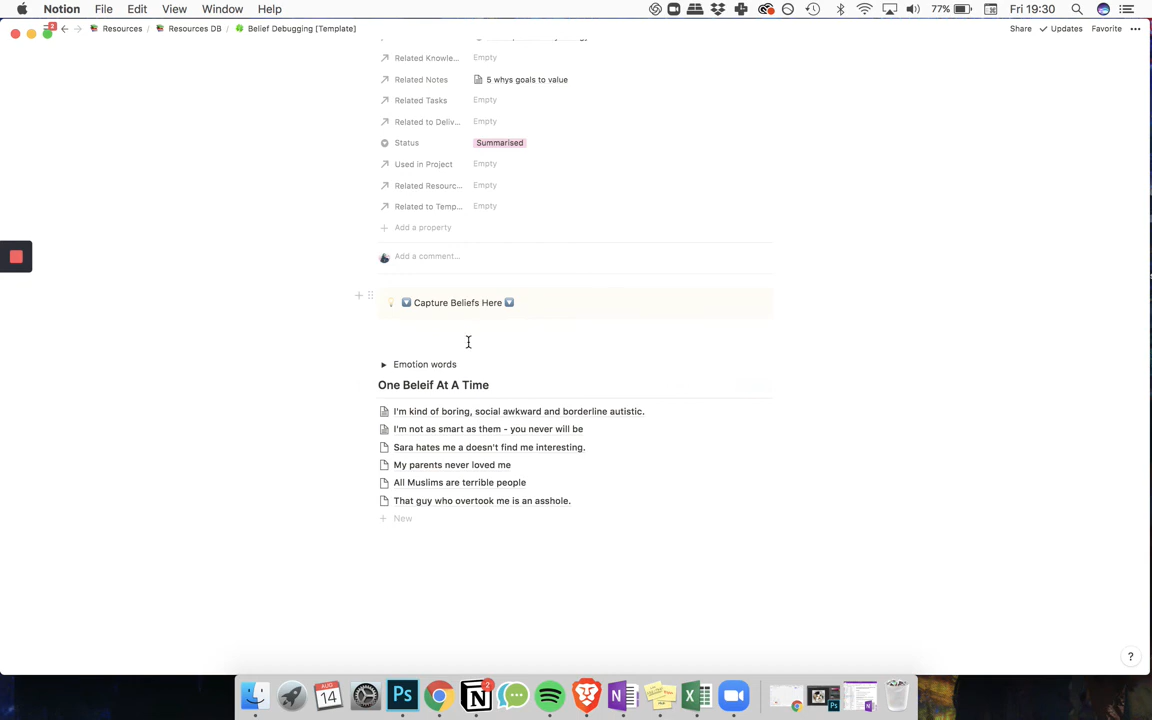 Notion File Edit View Window Help 77% Fri 19:30
2 Resources / Resources DB / Belief Debugging [Template] Share Updates Favorite
Related Knowle... Empty
Related Notes 5 whys goals to value
Related Tasks Empty
Related to Deliv... Empty
Status Summarised
Used in Project Empty
Related Resourc... Empty
Related to Temp... Empty
Add a property
Add a comment...
Capture Beliefs Here
Emotion words
One Beleif At A Time
I'm kind of boring, social awkward and borderline autistic.
I'm not as smart as them - you never will be
Sara hates me a doesn't find me interesting.
My parents never loved me
All Muslims are terrible people
That guy who overtook me is an asshole.
New
?
AUG
14
Ps
2